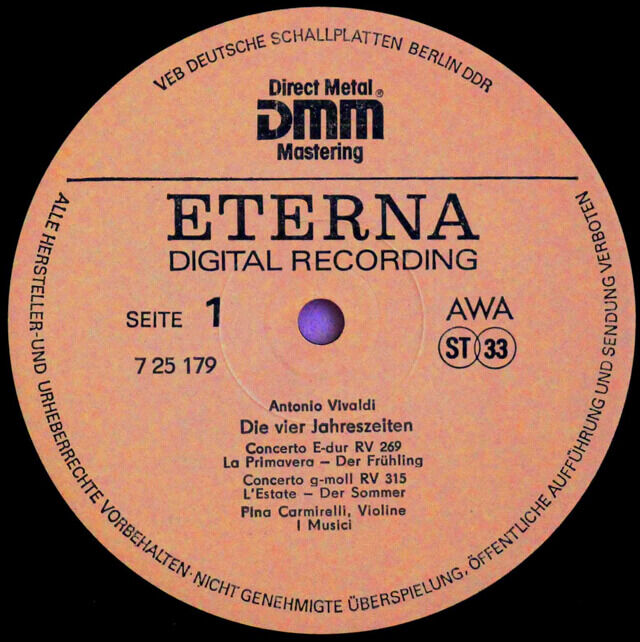 VEB DEUTSCHE SCHALLPLATTEN BERLIN DDR
Direct Metal
DMM®
Mastering
ETERNA
DIGITAL RECORDING
SEITE 1
AWA
7 25 179
ST 33
Antonio Vivaldi
Die vier Jahreszeiten
Concerto E-dur RV 269
La Primavera – Der Frühling
Concerto g-moll RV 315
L'Estate – Der Sommer
Pina Carmirelli, Violine
I Musici
ALLE HERSTELLER-UND URHEBERRECHTE VORBEHALTEN·NICHT GENEHMIGTE ÜBERSPIELUNG, ÖFFENTLICHE AUFFÜHRUNG UND SENDUNG VERBOTEN